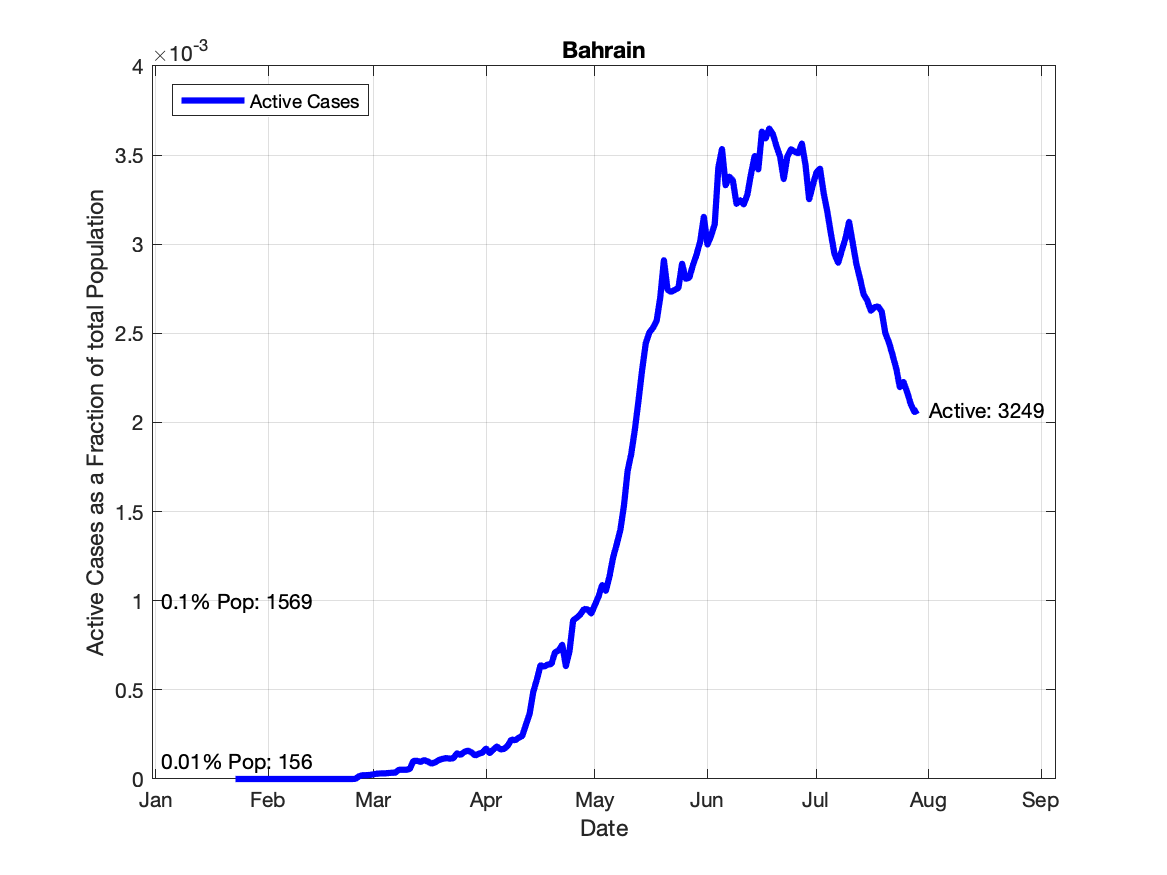 Bahrain
×10-3
Active Cases
4
3.5
3
2.5
2
1.5
1
0.5
0
Active Cases as a Fraction of total Population
Active: 3249
0.1% Pop: 1569
0.01% Pop: 156
Jan Feb Mar Apr May Jun Jul Aug Sep
Date